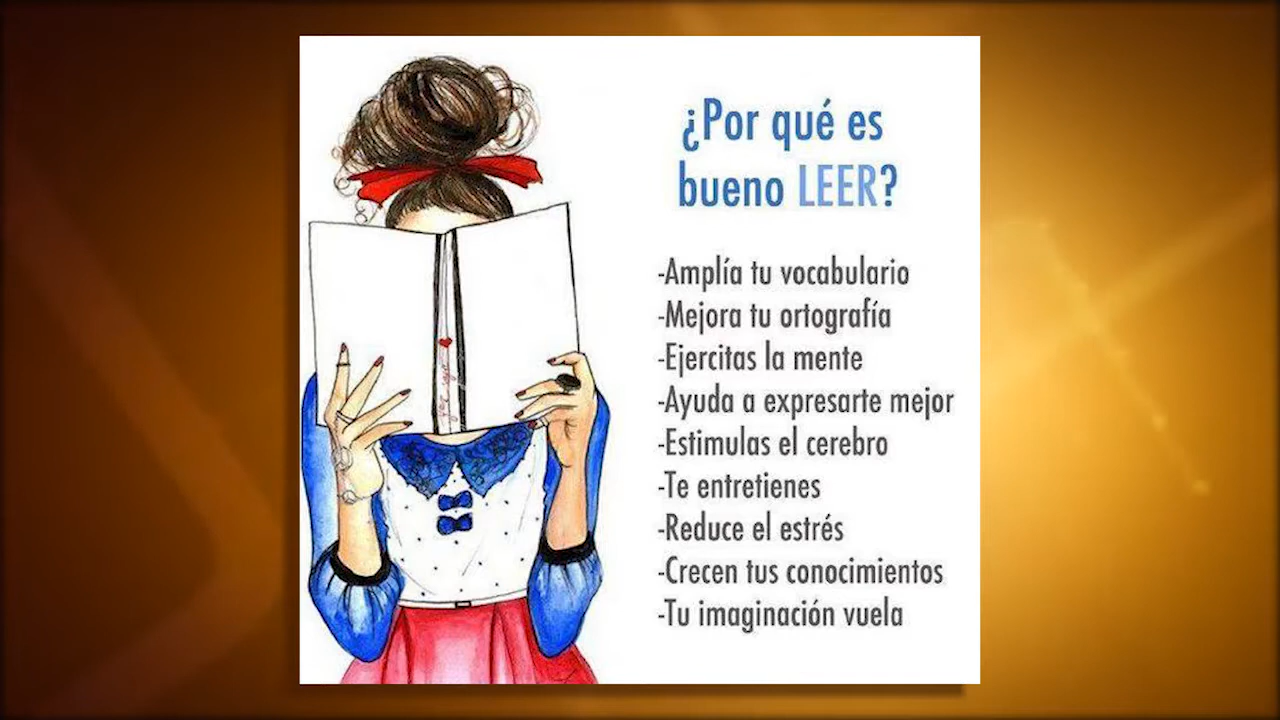 ¿Por qué es
bueno LEER?
-Amplía tu vocabulario
-Mejora tu ortografía
-Ejercitas la mente
-Ayuda a expresarte mejor
-Estimulas el cerebro
-Te entretienes
-Reduce el estrés
-Crecen tus conocimientos
-Tu imaginación vuela